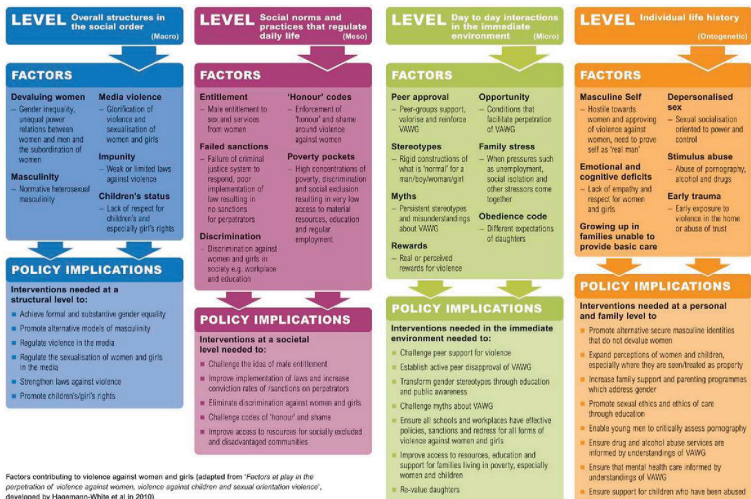 LEVEL
Overall structures in
the social order
(Macro)
FACTORS
Devaluing women
– Gender inequality,
unequal power
relations between
women and men and
the subordination of
women
Masculinity
– Normative heterosexual
masculinity
Media violence
– Glorification of
violence and
sexualisation of
women and girls
Impunity
– Weak or limited laws
against violence
Children's status
– Lack of respect for
children's and
especially girl's rights
POLICY IMPLICATIONS
Interventions needed at a
structural level to:
Achieve formal and substantive gender equality
Promote alternative models of masculinity
Regulate violence in the media
Regulate the sexualisation of women and girls
in the media
Strengthen laws against violence
Promote children's/girl's rights
LEVEL
Social norms and
practices that regulate
daily life
(Meso)
FACTORS
Entitlement
– Male entitlement to
sex and services
from women
Failed sanctions
– Failure of criminal
justice system to
respond, poor
implementation of
law resulting in
no sanctions
for perpetrators
Discrimination
– Discrimination against
women and girls in
society e.g. workplace
and education
'Honour' codes
– Enforcement of
'honour' and shame
around violence
against women
Poverty pockets
– High concentrations of
poverty, discrimination
and social exclusion
resulting in very low
access to material
resources, education
and regular
employment
POLICY IMPLICATIONS
Interventions at a societal
level needed to:
Challenge the idea of male entitlement
Improve implementation of laws and increase
conviction rates of /sanctions on perpetrators
Eliminate discrimination against women and girls
Challenge codes of 'honour' and shame
Improve access to resources for socially excluded
and disadvantaged communities
LEVEL
Day to day interactions
in the immediate
environment
(Micro)
FACTORS
Peer approval
– Peer-groups support,
valorise and reinforce
VAWG
Stereotypes
– Rigid constructions of
what is 'normal' for a
man/boy/woman/girl
Myths
– Persistent stereotypes
and misunderstandings
about VAWG
Rewards
– Real or perceived
rewards for violence
Opportunity
– Conditions that
facilitate perpetration
of VAWG
Family stress
– When pressures such
as unemployment,
social isolation and
other stressors come
together
Obedience code
– Different expectations
of daughters
POLICY IMPLICATIONS
Interventions needed in the immediate
environment needed to:
Challenge peer support for violence
Establish active peer disapproval of VAWG
Transform gender stereotypes through education
and public awareness
Challenge myths about VAWG
Ensure all schools and workplaces have effective
policies, sanctions and redress for all forms of
violence against women and girls
Improve access to resources, education and
support for families living in poverty, especially
women and children
Re-value daughters
LEVEL
Individual life history
(Ontogenetic)
FACTORS
Masculine Self
– Hostile towards
women and approving
of violence against
women, need to prove
self as 'real man'
Emotional and
cognitive deficits
– Lack of empathy and
respect for women
and girls
Growing up in
families unable to
provide basic care
Depersonalised
sex
– Sexual socialisation
oriented to power and
control
Stimulus abuse
– Abuse of pornography,
alcohol and drugs
Early trauma
– Early exposure to
violence in the home
or abuse of trust
POLICY IMPLICATIONS
Interventions needed at a personal
and family level to
Promote alternative secure masculine identities
that do not devalue women
Expand perceptions of women and children,
especially where they are seen/treated as property
Increase family support and parenting programmes
which address gender
Promote sexual ethics and ethics of care
through education
Enable young men to critically assess pornography
Ensure drug and alcohol abuse services are
informed by understandings of VAWG
Ensure that mental health care informed by
understandings of VAWG
Ensure support for children who have been abused
Factors contributing to violence against women and girls (adapted from 'Factors at play in the
perpetration of violence against women, violence against children and sexual orientation violence',
developed by Hagemann-White et al in 2010)